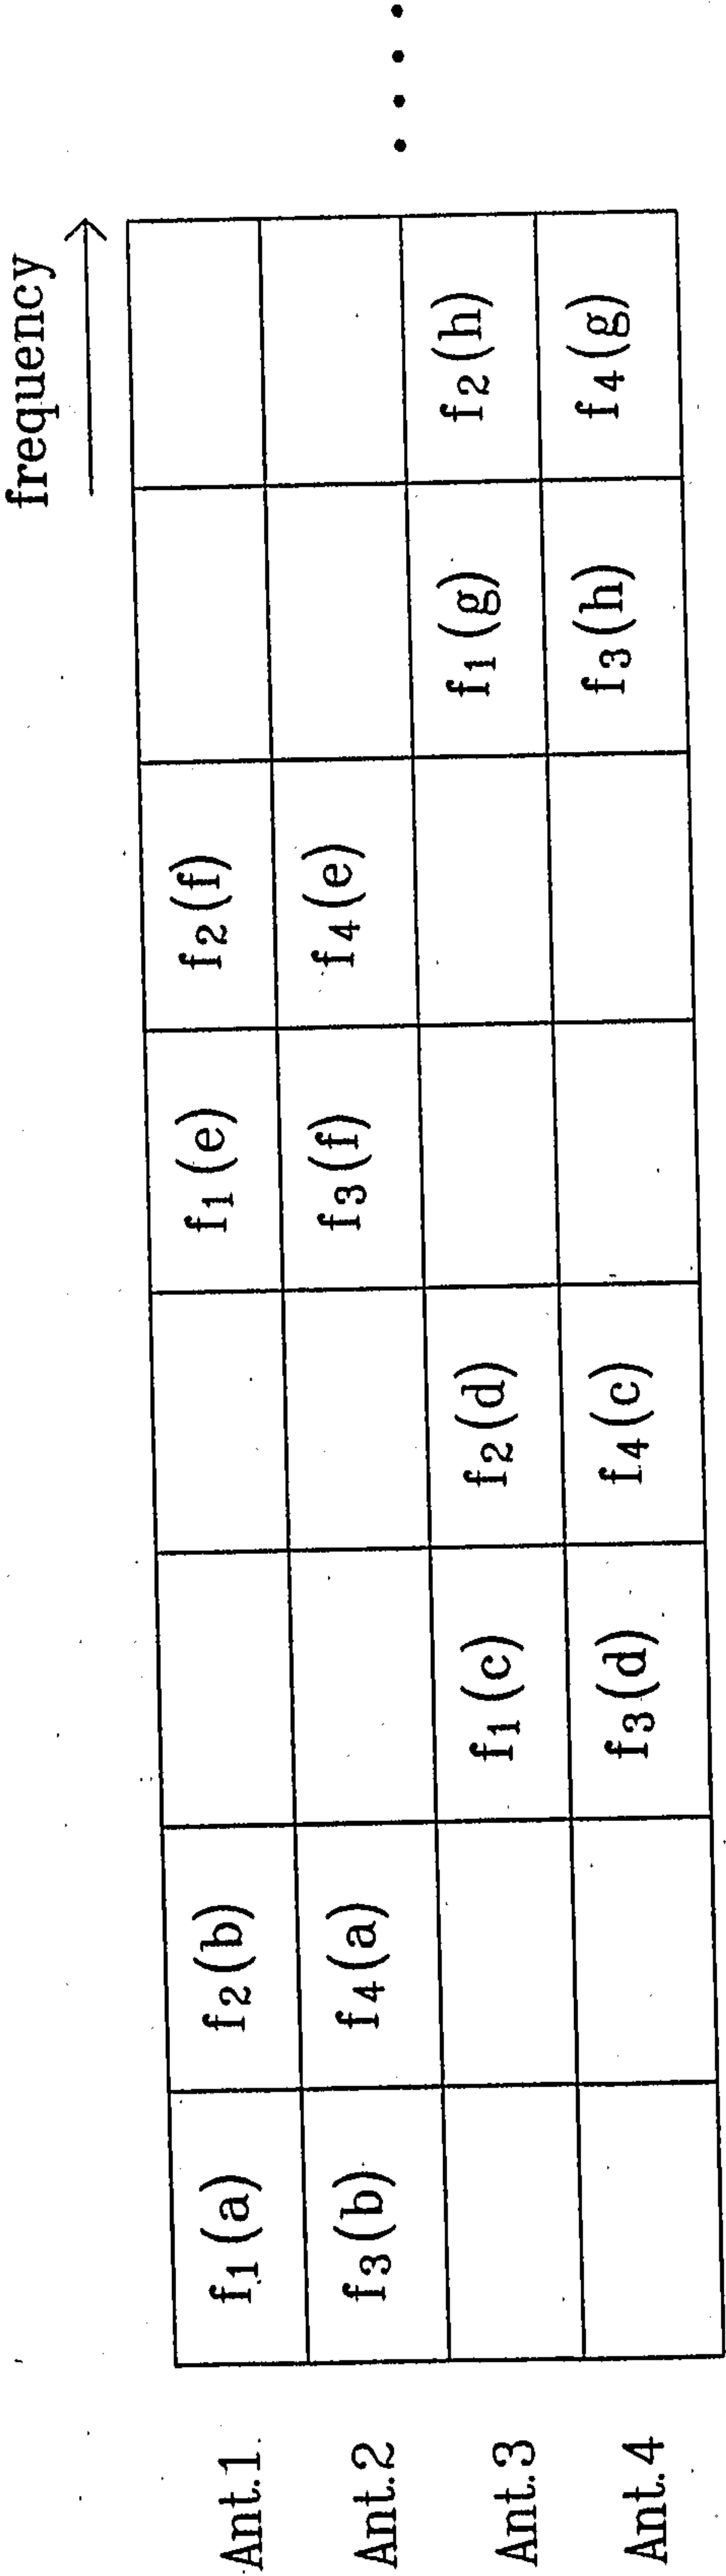 frequency
Ant.1 f1(a) f2(b) f1(e) f2(f)
Ant.2 f3(b) f4(a) f3(f) f4(e)
Ant.3 f1(c) f2(d) f1(g) f2(h)
Ant.4 f3(d) f4(c) f3(h) f4(g)